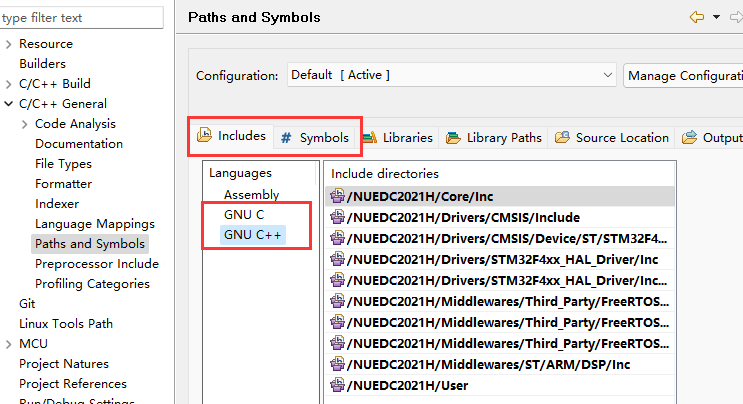 type filter text
Resource
Builders
C/C++ Build
C/C++ General
Code Analysis
Documentation
File Types
Formatter
Indexer
Language Mappings
Paths and Symbols
Preprocessor Include
Profiling Categories
Git
Linux Tools Path
MCU
Project Natures
Project References
Run/Debug Settings
Paths and Symbols
Configuration:
Default [ Active ]
Manage Configuratio
Includes
# Symbols
Libraries
Library Paths
Source Location
Output
Languages
Assembly
GNU C
GNU C++
Include directories
/NUEDC2021H/Core/Inc
/NUEDC2021H/Drivers/CMSIS/Include
/NUEDC2021H/Drivers/CMSIS/Device/ST/STM32F4...
/NUEDC2021H/Drivers/STM32F4xx_HAL_Driver/Inc
/NUEDC2021H/Drivers/STM32F4xx_HAL_Driver/Inc...
/NUEDC2021H/Middlewares/Third_Party/FreeRTOS...
/NUEDC2021H/Middlewares/Third_Party/FreeRTOS...
/NUEDC2021H/Middlewares/Third_Party/FreeRTOS...
/NUEDC2021H/Middlewares/ST/ARM/DSP/Inc
/NUEDC2021H/User